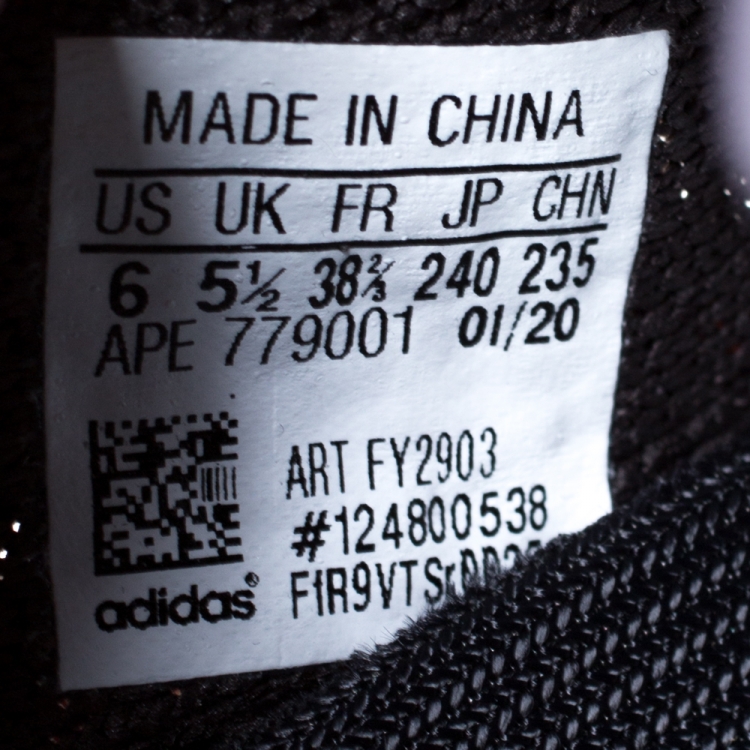 MADE IN CHINA
US UK FR JP CHN
6 5½ 38⅔ 240 235
APE 779001 01/20
ART FY2903
#124800538
adidas®